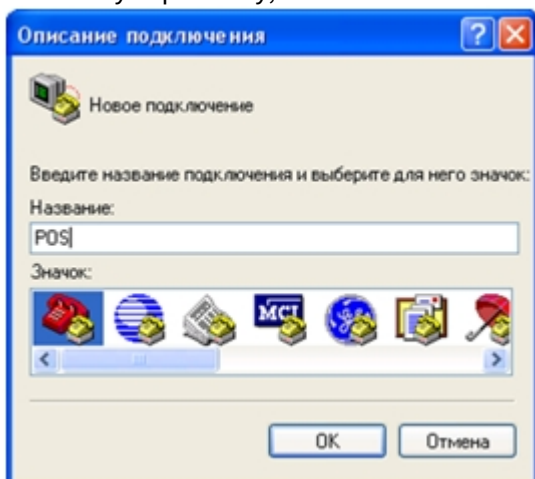 Описание подключения
Новое подключение
Введите название подключения и выберите для него значок:
Название:
POS
Значок:
MCI
OK
Отмена